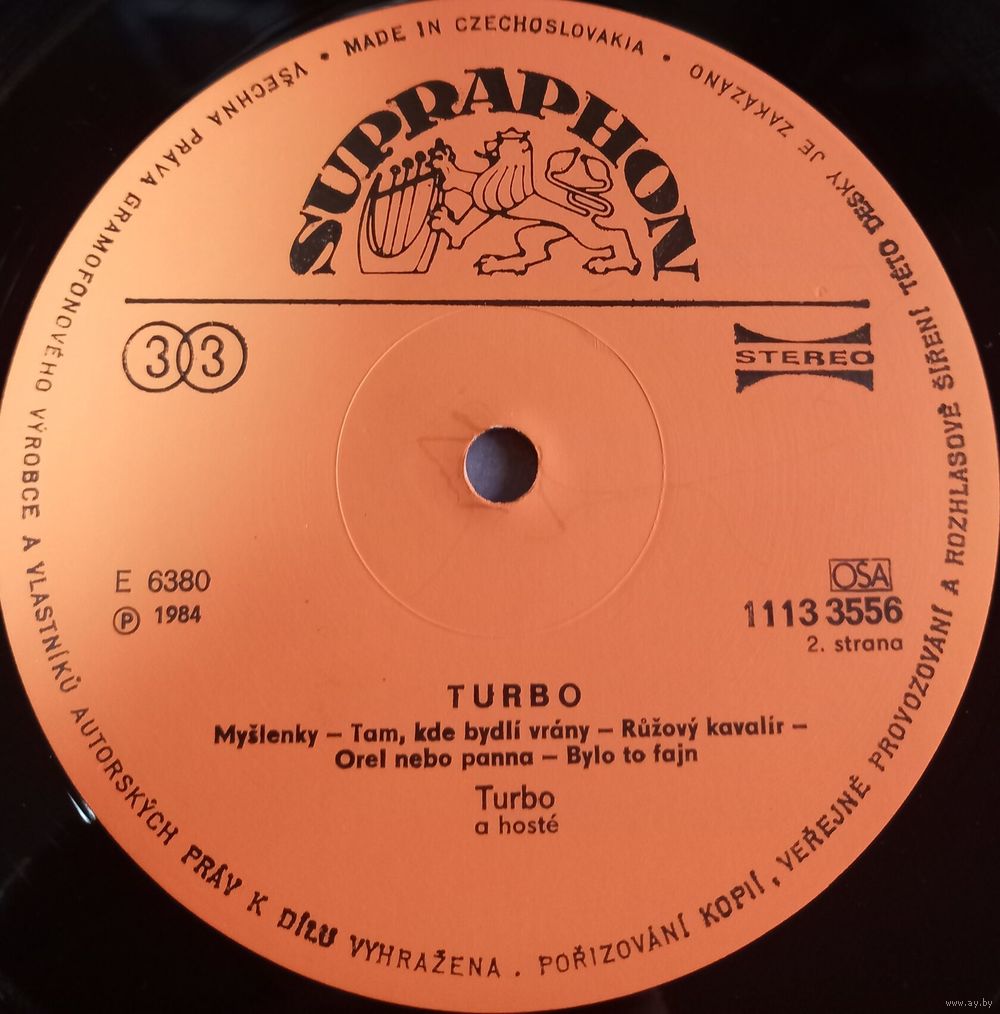 VŠECHNA PRÁVA GRAMOFONOVÉHO VÝROBCE A VLASTNÍKŮ AUTORSKÝCH PRÁV K DÍLU VYHRAŽENA . POŘIZOVÁNÍ KOPIÍ, VEŘEJNÉ PROVOZOVÁNÍ A ROZHLASOVÉ ŠÍŘENÍ TÉTO DESKY JE ZAKÁZÁNO • MADE IN CZECHOSLOVAKIA •
SUPRAPHON
33
STEREO
E 6380
Ⓟ 1984
OSA
1113 3556
2. strana
TURBO
Myšlenky – Tam, kde bydlí vrány – Růžový kavalír –
Orel nebo panna – Bylo to fajn
Turbo
a hosté
www.ay.by